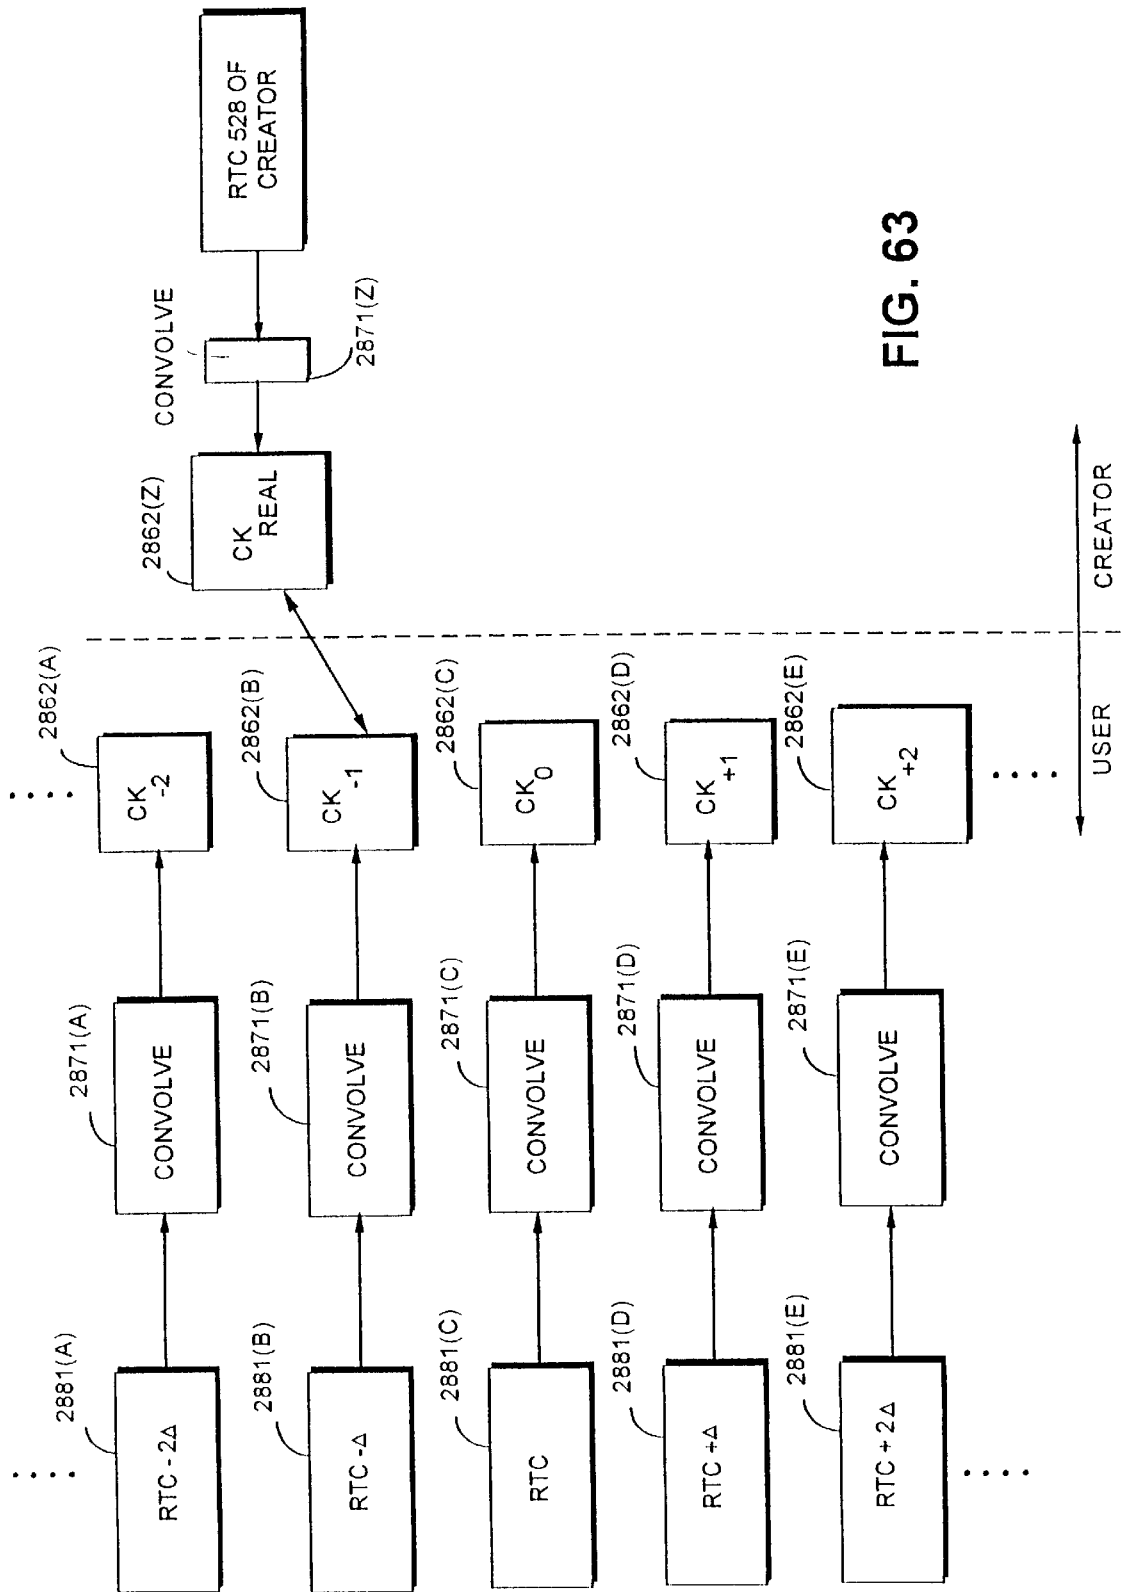 RTC - 2Δ
2881(A)
CONVOLVE
2871(A)
CK-2
2862(A)
RTC -Δ
2881(B)
CONVOLVE
2871(B)
CK-1
2862(B)
RTC
2881(C)
CONVOLVE
2871(C)
CK0
2862(C)
RTC +Δ
2881(D)
CONVOLVE
2871(D)
CK+1
2862(D)
RTC + 2Δ
2881(E)
CONVOLVE
2871(E)
CK+2
2862(E)
2862(Z)
CK
REAL
CONVOLVE
2871(Z)
RTC 528 OF
CREATOR
USER
CREATOR
FIG. 63